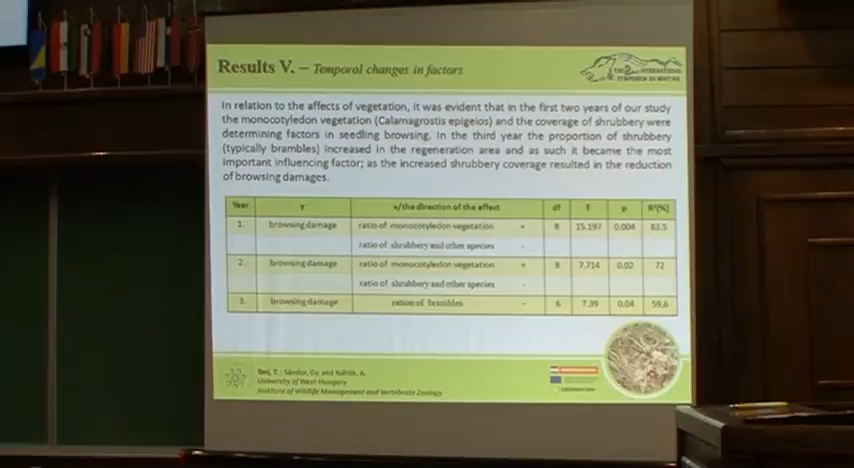 Results V. – Temporal changes in factors
THE 2nd INTERNATIONAL
SYMPOSIUM ON HUNTING
In relation to the affects of vegetation, it was evident that in the first two years of our study
the monocotyledon vegetation (Calamagrostis epigeios) and the coverage of shrubbery were
determining factors in seedling browsing. In the third year the proportion of shrubbery
(typically brambles) increased in the regeneration area and as such it became the most
important influencing factor; as the increased shrubbery coverage resulted in the reduction
of browsing damages.
Year Y x/the direction of the effect df F p R²(%)
1. browsing damage ratio of monocotyledon vegetation + 8 15.197 0.004 83.5
ratio of shrubbery and other species -
2. browsing damage ratio of monocotyledon vegetation + 8 7.714 0.02 72
ratio of shrubbery and other species -
3. browsing damage ration of brambles - 6 7.39 0.04 59.6
Tari, T.; Sándor, Gy. and Náhlik, A.
University of West-Hungary
Institute of Wildlife Management and Vertebrate Zoology